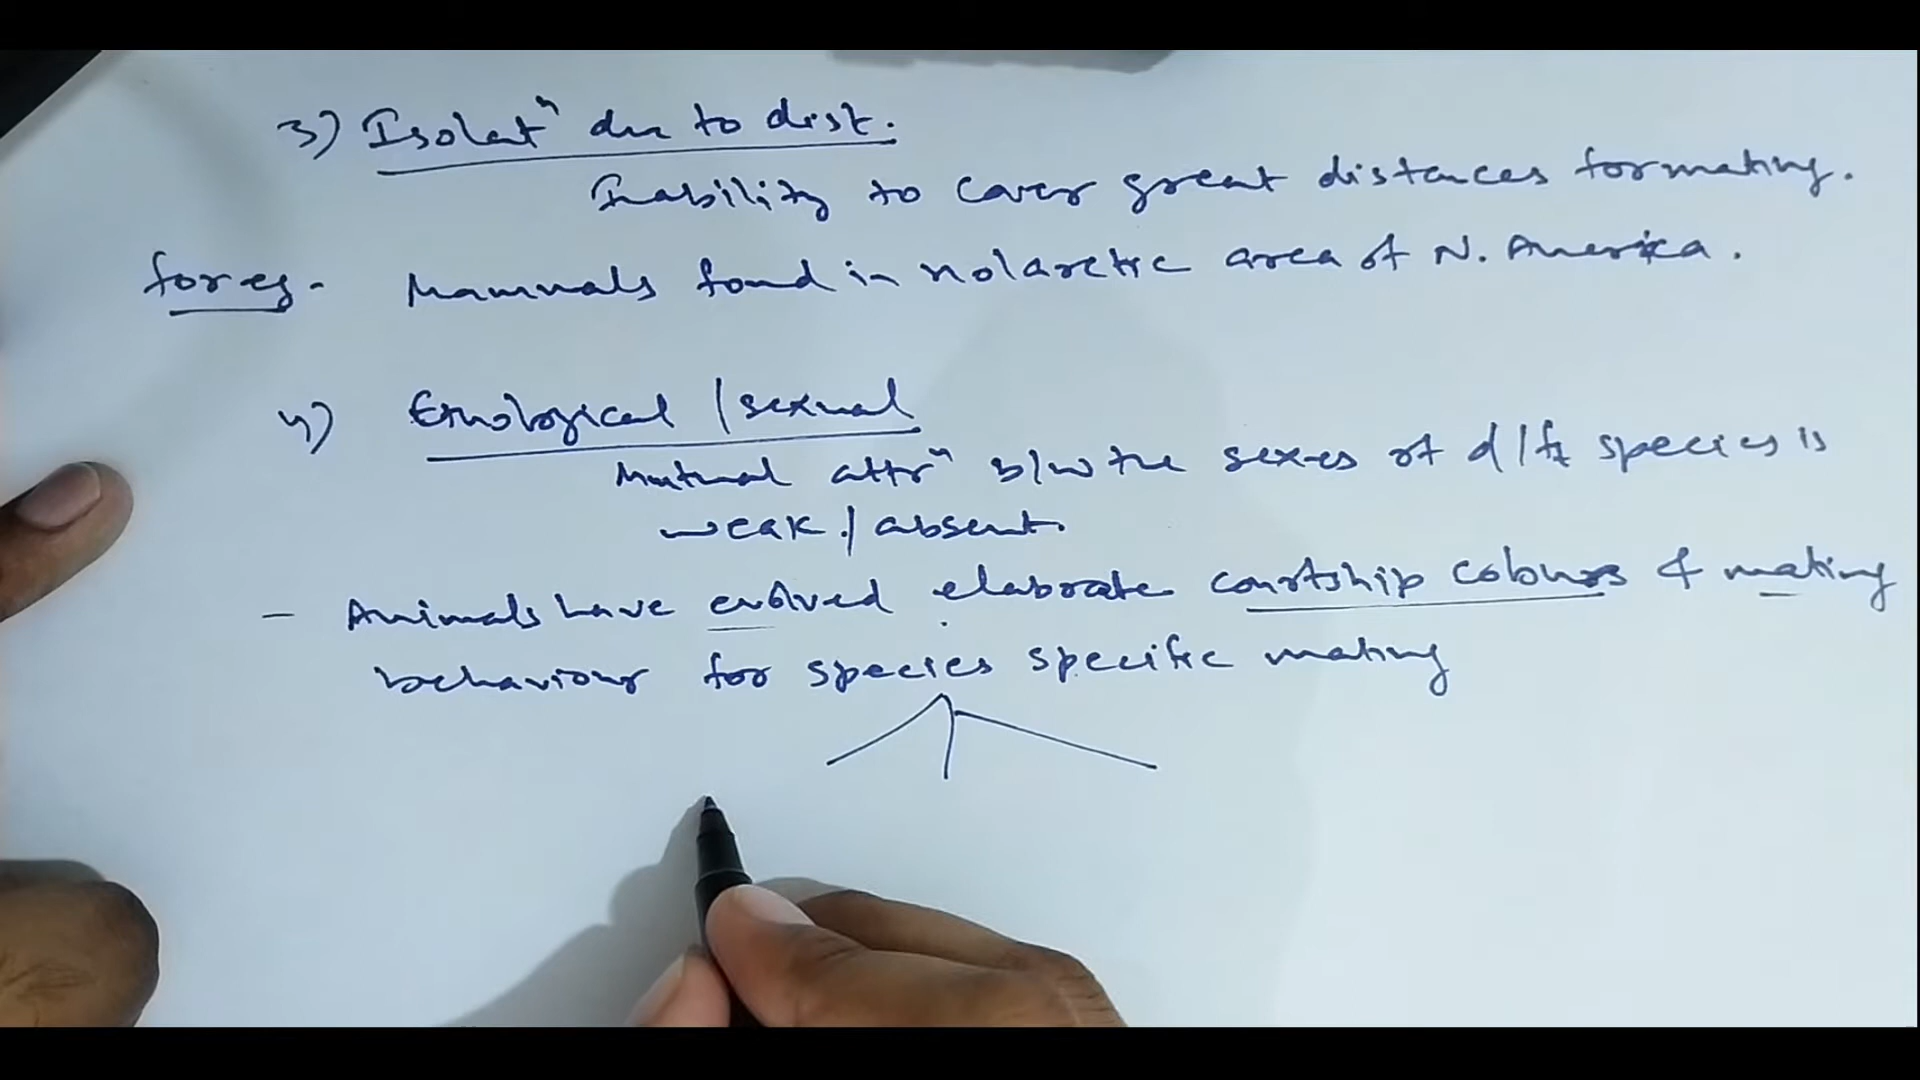 3) Isolatⁿ due to dist.
Inability to cover great distances for mating.
for eg - Mammals found in holarctic area of N. America.
4) Ethological / sexual
Mutual attrⁿ b/w the sexes of d/ft species is
weak / absent.
- Animals have evolved elaborate courtship colours & mating
behaviour for species specific mating